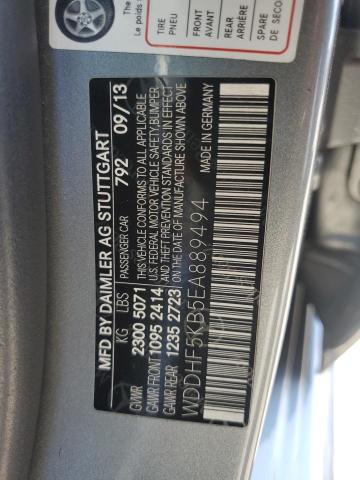 The
Le poids
TIRE
PNEU
FRONT
AVANT
REAR
ARRIÈRE
SPARE
DE SECO
MFD BY DAIMLER AG STUTTGART
KG LBS PASSENGER CAR 792 09/13
GVWR 2300 5071 THIS VEHICLE CONFORMS TO ALL APPLICABLE
GAWR FRONT 1095 2414 U.S. FEDERAL MOTOR VEHICLE SAFETY, BUMPER,
GAWR REAR 1235 2723 AND THEFT PREVENTION STANDARDS IN EFFECT
ON THE DATE OF MANUFACTURE SHOWN ABOVE
WDDHF5KB5EA889494 MADE IN GERMANY